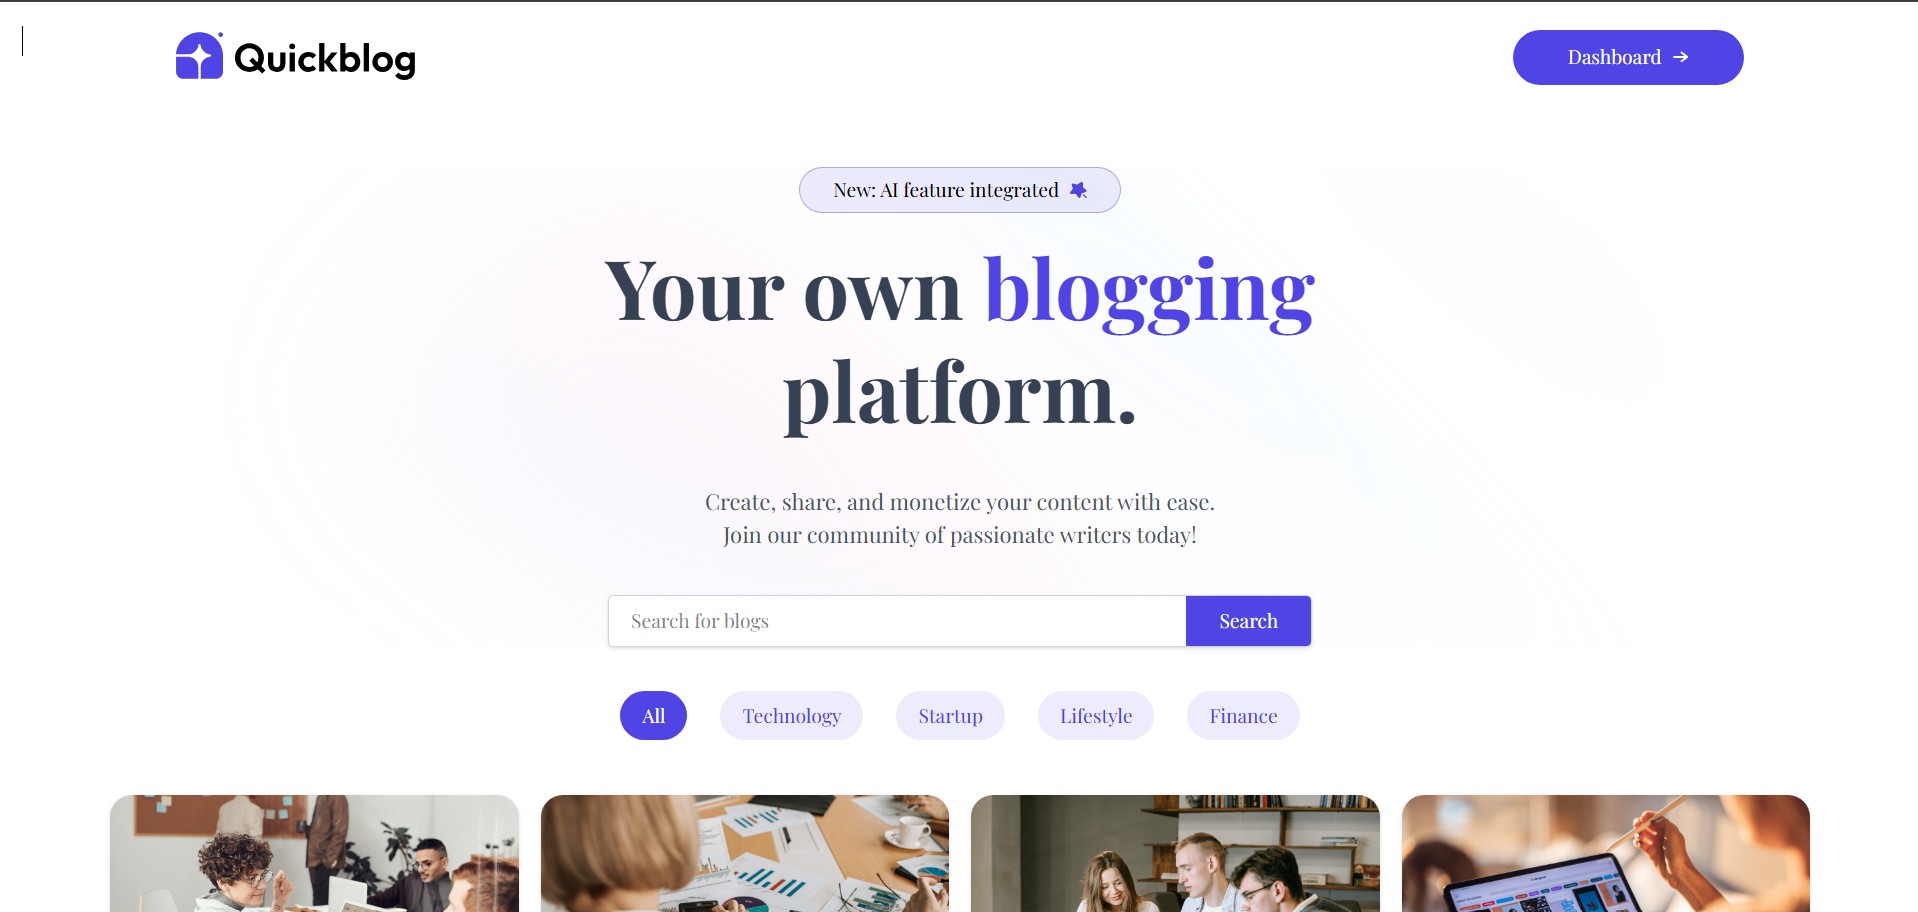 Quickblog
Dashboard →
New: AI feature integrated
Your own blogging
platform.
Create, share, and monetize your content with ease.
Join our community of passionate writers today!
Search for blogs
Search
All
Technology
Startup
Lifestyle
Finance